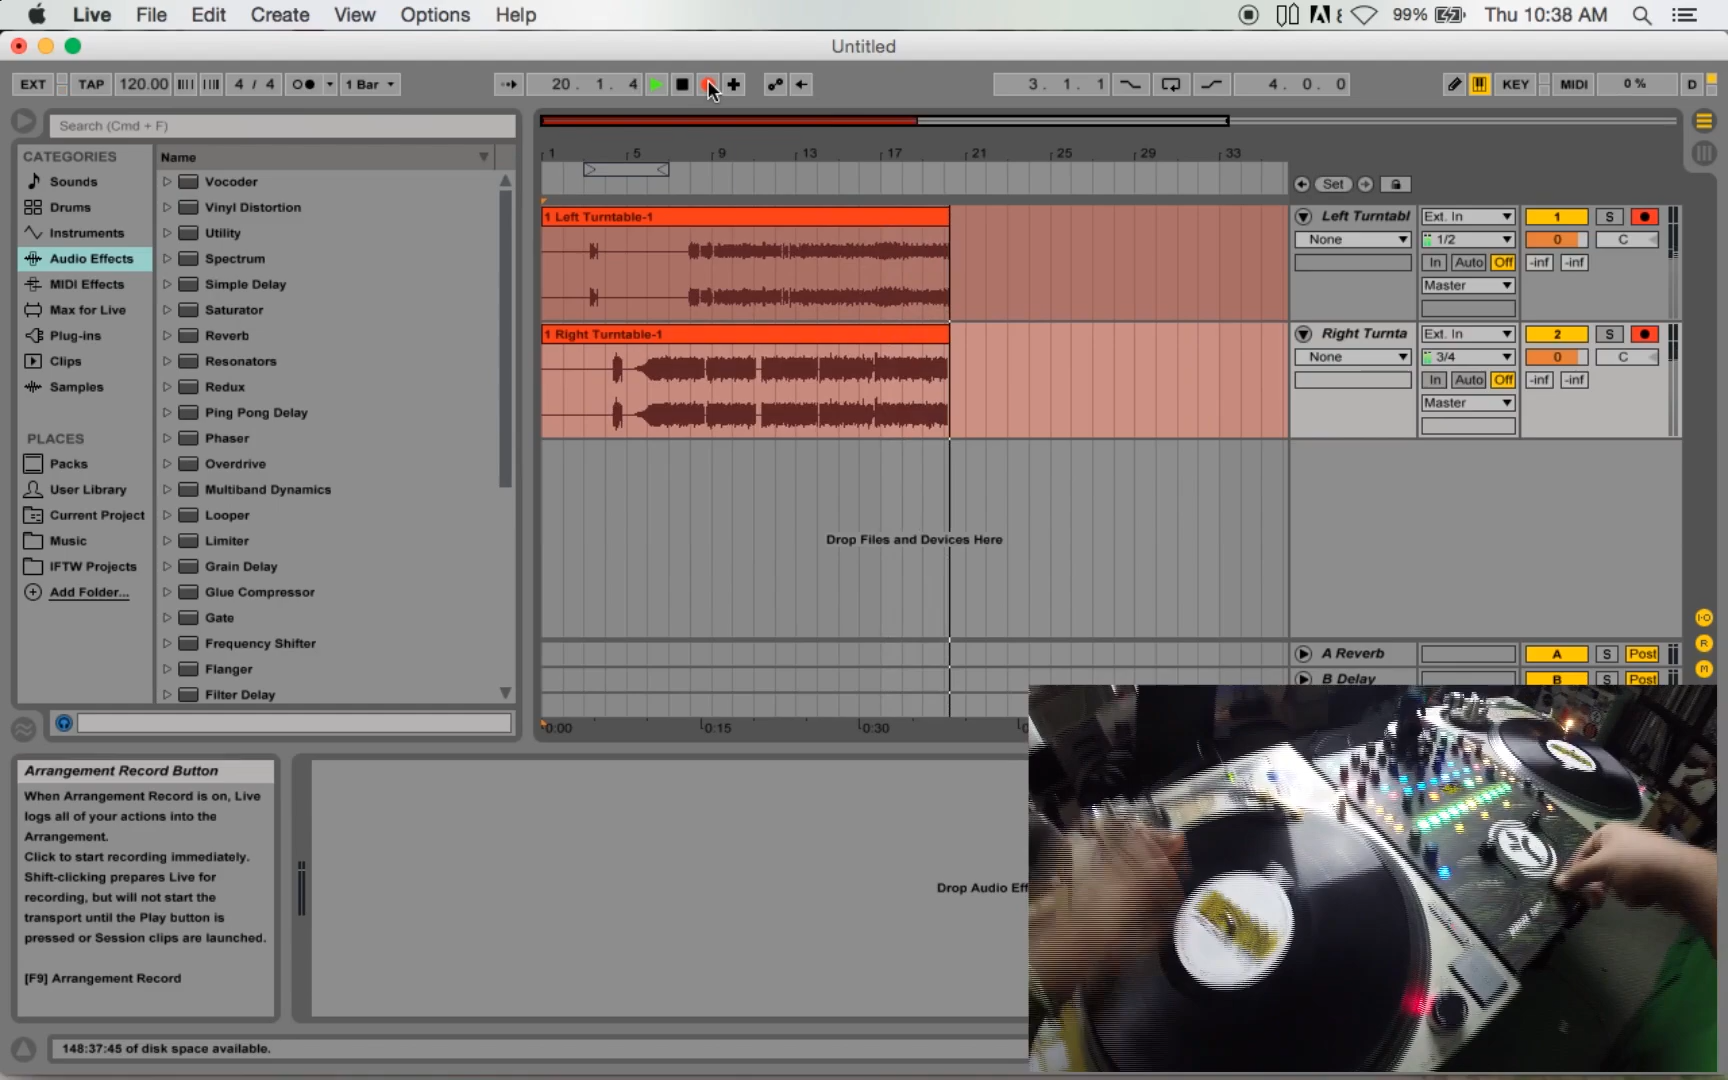 Live File Edit Create View Options Help 99% Thu 10:38 AM
Untitled
EXT TAP 120.00 4 / 4 1 Bar 20. 1. 4 3. 1. 1 4. 0. 0 KEY MIDI 0 % D
Search (Cmd + F)
CATEGORIES
Sounds
Drums
Instruments
Audio Effects
MIDI Effects
Max for Live
Plug-ins
Clips
Samples
PLACES
Packs
User Library
Current Project
Music
IFTW Projects
Add Folder...
Name
Vocoder
Vinyl Distortion
Utility
Spectrum
Simple Delay
Saturator
Reverb
Resonators
Redux
Ping Pong Delay
Phaser
Overdrive
Multiband Dynamics
Looper
Limiter
Grain Delay
Glue Compressor
Gate
Frequency Shifter
Flanger
Filter Delay
1 5 9 13 17 21 25 29 33
Set
1 Left Turntable-1
Left Turntabl Ext. In 1 S
None 1/2 0 C
In Auto Off -inf -inf
Master
1 Right Turntable-1
Right Turnta Ext. In 2 S
None 3/4 0 C
In Auto Off -inf -inf
Master
Drop Files and Devices Here
I·O
R
M
A Reverb A S Post
B Delay B S Post
0:00 0:15 0:30
Arrangement Record Button
When Arrangement Record is on, Live
logs all of your actions into the
Arrangement.
Click to start recording immediately.
Shift-clicking prepares Live for
recording, but will not start the
transport until the Play button is
pressed or Session clips are launched.
[F9] Arrangement Record
Drop Audio Eff
148:37:45 of disk space available.